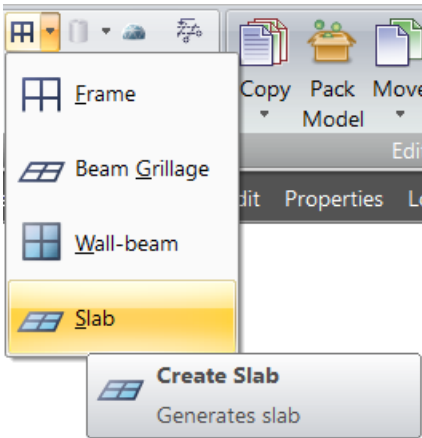 Copy Pack Move
Model
Frame
Edi
Beam Grillage
dit Properties L
Wall-beam
Slab
Create Slab
Generates slab